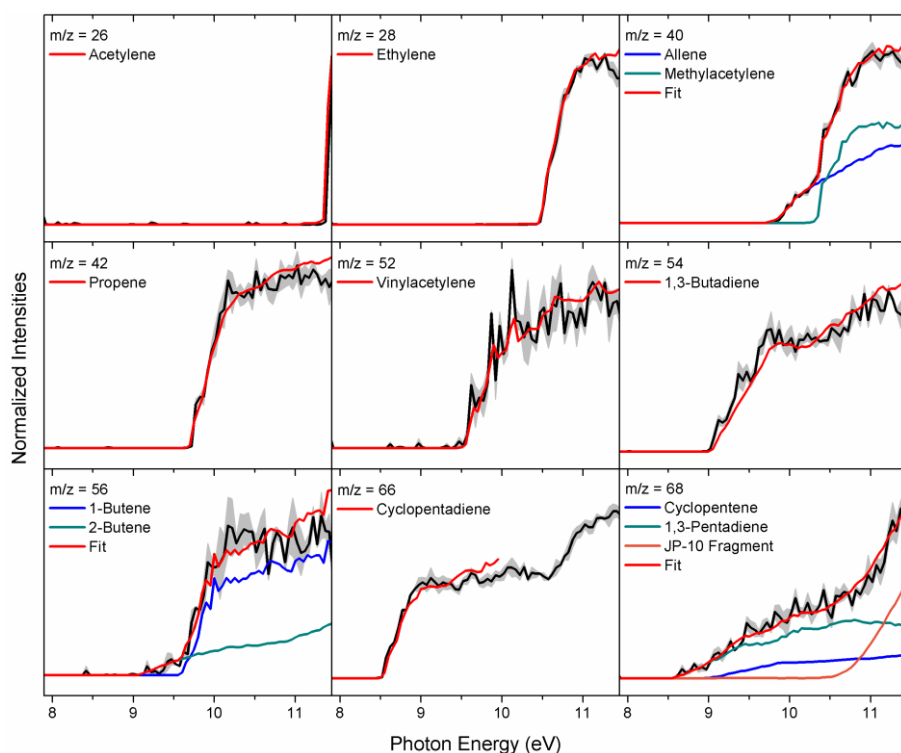 m/z = 26
Acetylene
m/z = 28
Ethylene
m/z = 40
Allene
Methylacetylene
Fit
m/z = 42
Propene
m/z = 52
Vinylacetylene
m/z = 54
1,3-Butadiene
m/z = 56
1-Butene
2-Butene
Fit
m/z = 66
Cyclopentadiene
m/z = 68
Cyclopentene
1,3-Pentadiene
JP-10 Fragment
Fit
Normalized Intensities
8 9 10 11 8 9 10 11 8 9 10 11
Photon Energy (eV)